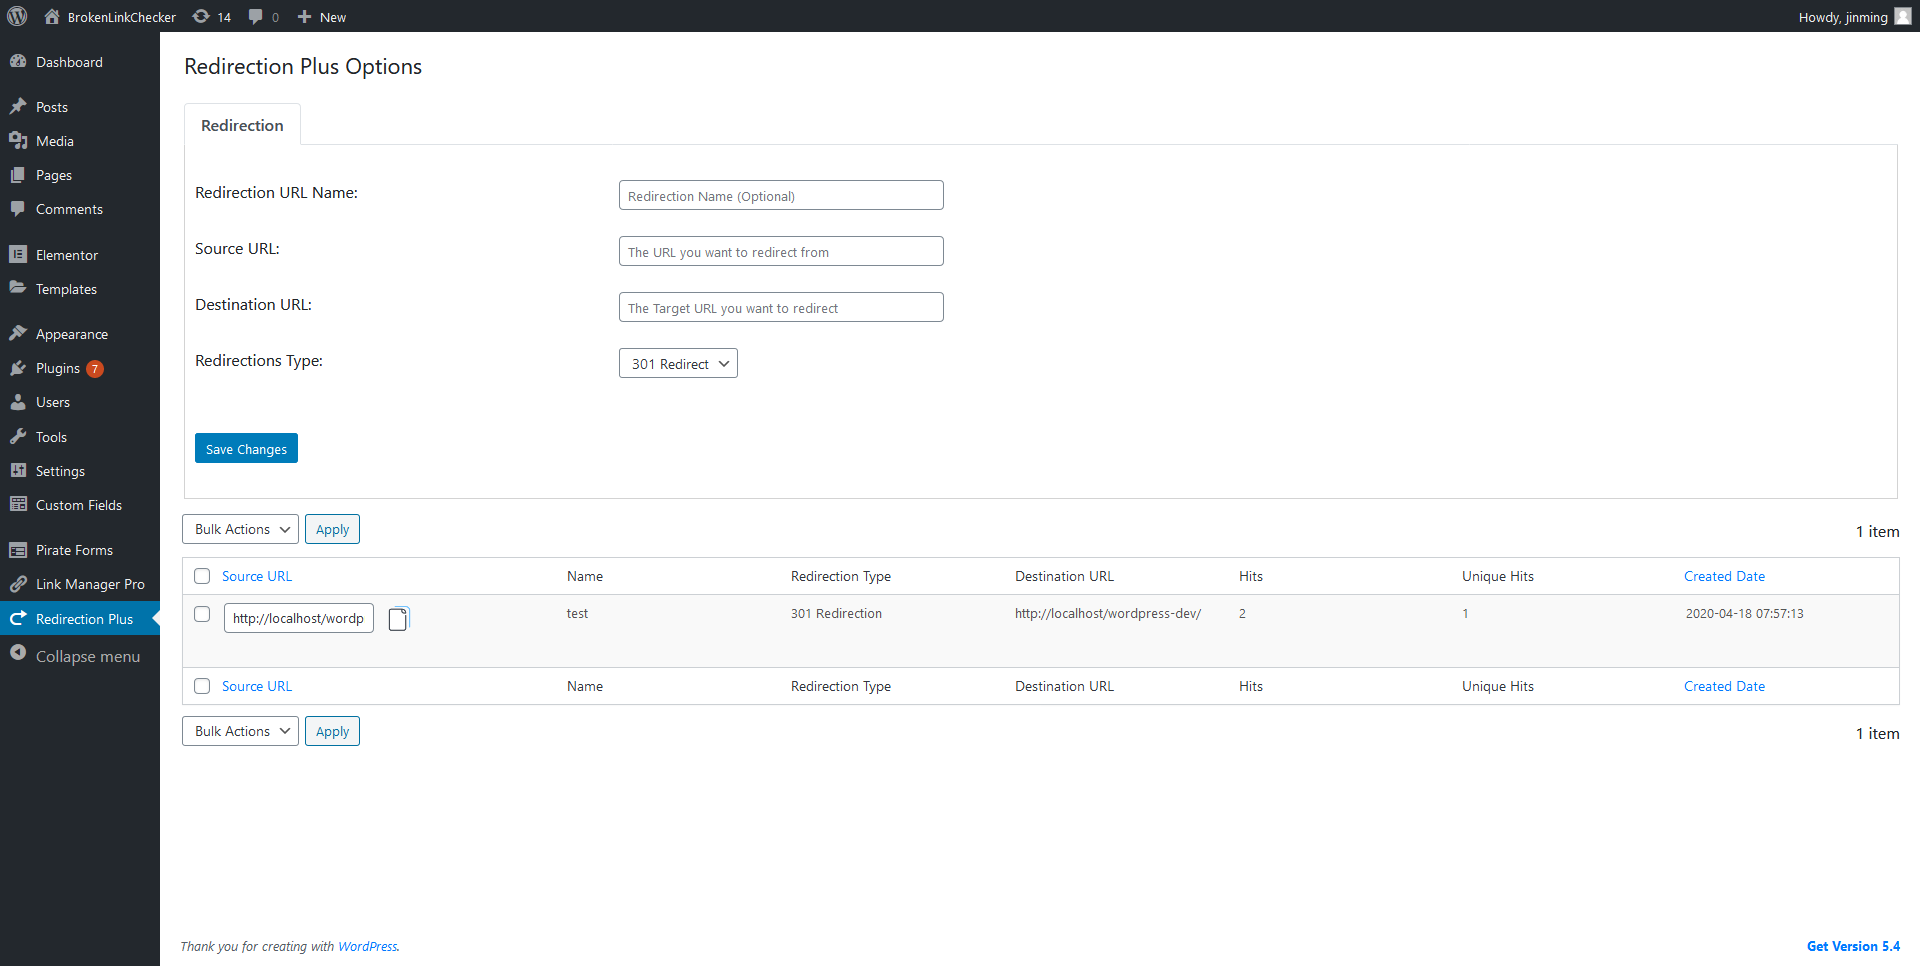 BrokenLinkChecker 14 0 New Howdy, jinming
Dashboard
Posts
Media
Pages
Comments
Elementor
Templates
Appearance
Plugins 7
Users
Tools
Settings
Custom Fields
Pirate Forms
Link Manager Pro
Redirection Plus
Collapse menu
Redirection Plus Options
Redirection
Redirection URL Name: Redirection Name (Optional)
Source URL: The URL you want to redirect from
Destination URL: The Target URL you want to redirect
Redirections Type: 301 Redirect
Save Changes
Bulk Actions Apply 1 item
Source URL Name Redirection Type Destination URL Hits Unique Hits Created Date
http://localhost/wordp test 301 Redirection http://localhost/wordpress-dev/ 2 1 2020-04-18 07:57:13
Source URL Name Redirection Type Destination URL Hits Unique Hits Created Date
Bulk Actions Apply 1 item
Thank you for creating with WordPress. Get Version 5.4